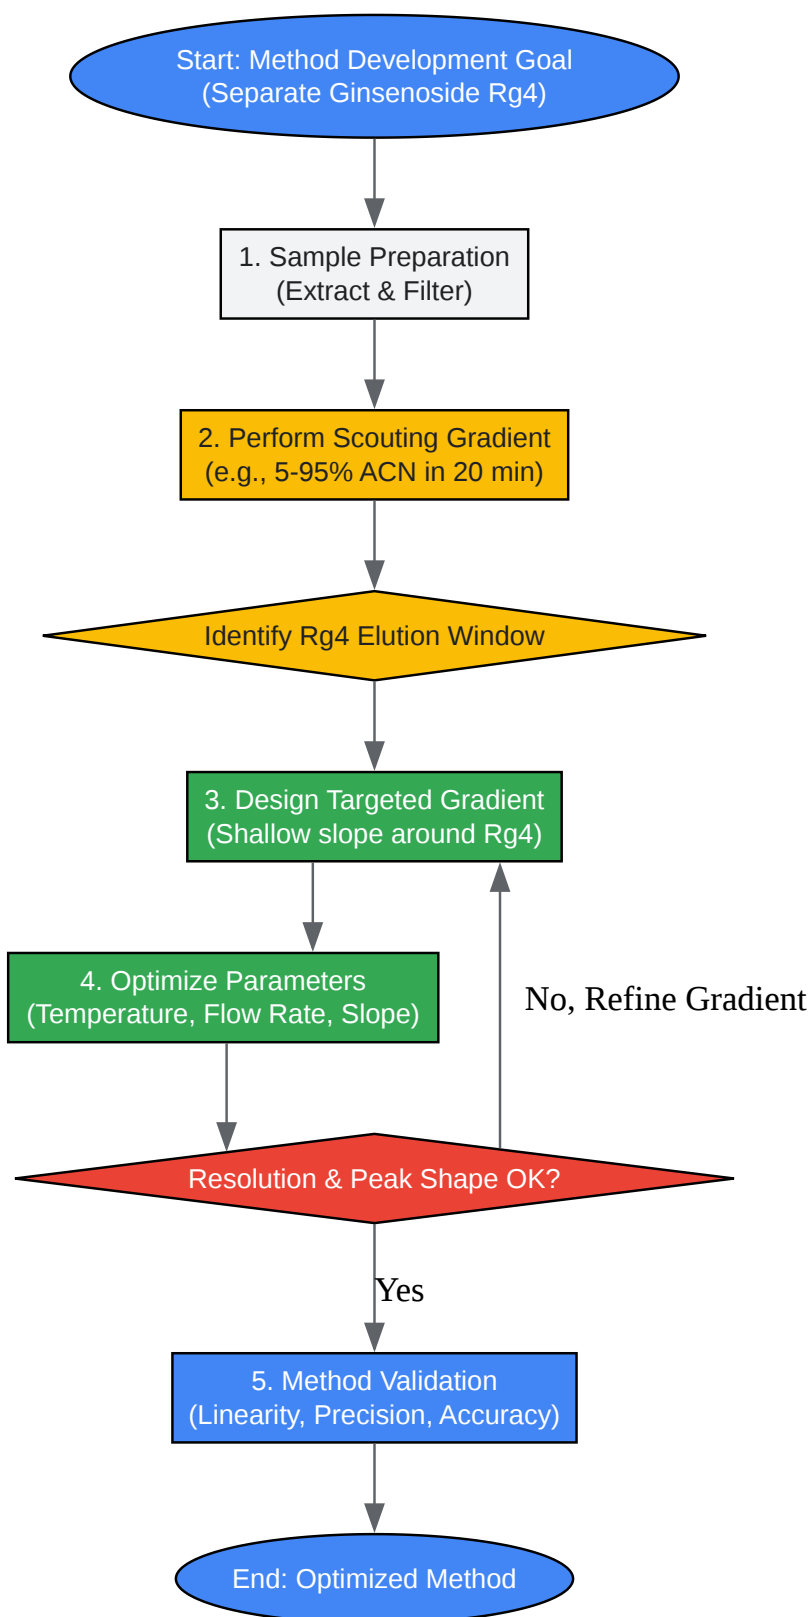 Start: Method Development Goal
(Separate Ginsenoside Rg4)
1. Sample Preparation
(Extract & Filter)
2. Perform Scouting Gradient
(e.g., 5-95% ACN in 20 min)
Identify Rg4 Elution Window
3. Design Targeted Gradient
(Shallow slope around Rg4)
4. Optimize Parameters
(Temperature, Flow Rate, Slope)
No, Refine Gradient
Resolution & Peak Shape OK?
Yes
5. Method Validation
(Linearity, Precision, Accuracy)
End: Optimized Method